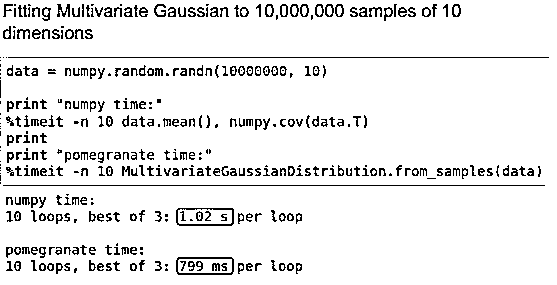 Fitting Multivariate Gaussian to 10,000,000 samples of 10
dimensions
data = numpy.random.randn(10000000, 10)
print "numpy time:"
%timeit -n 10 data.mean(), numpy.cov(data.T)
print
print "pomegranate time:"
%timeit -n 10 MultivariateGaussianDistribution.from_samples(data)
numpy time:
10 loops, best of 3: 1.02 s per loop
pomegranate time:
10 loops, best of 3: 799 ms per loop